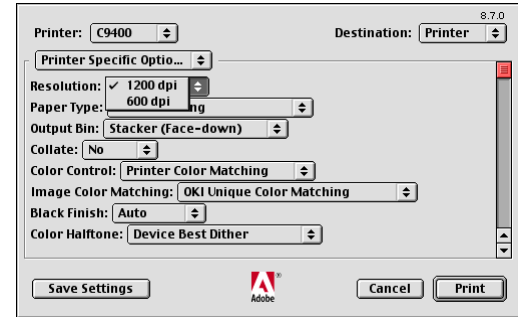 8.7.0
Printer: C9400 Destination: Printer
Printer Specific Optio...
Resolution: ✓ 1200 dpi
600 dpi
Paper Type: ng
Output Bin: Stacker (Face-down)
Collate: No
Color Control: Printer Color Matching
Image Color Matching: OKI Unique Color Matching
Black Finish: Auto
Color Halftone: Device Best Dither
Save Settings Adobe Cancel Print